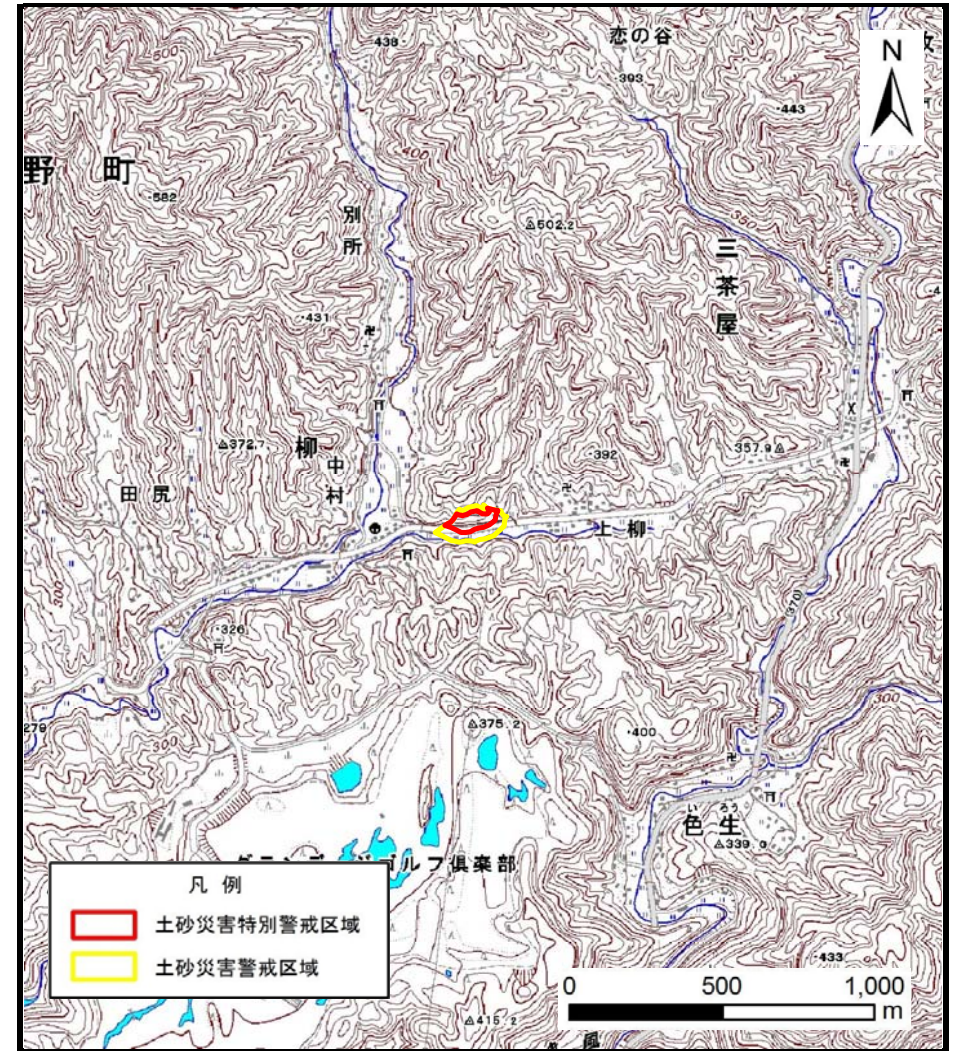 恋の谷
438
500
393
N
443
400
野 町
582
別所
502.2
350
三茶屋
431
372.7
柳
中村
392
357.9
田尻
上柳
300
(370)
326
279
300
375.2
400
300
いろう
色生
339.0
ゴルフ倶楽部
凡 例
土砂災害特別警戒区域
土砂災害警戒区域
433
0 500 1,000
m
415.2